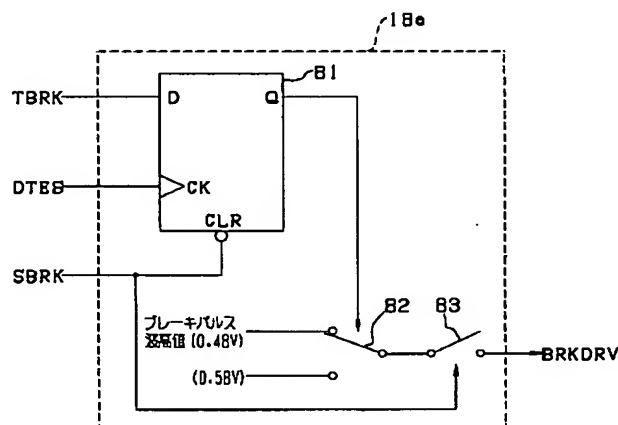 18e
81
TBRK
D
Q
DTES
CK
CLR
SBRK
ブレーキパルス
波高値(0.48V)
82
83
BRKDRV
(0.58V)